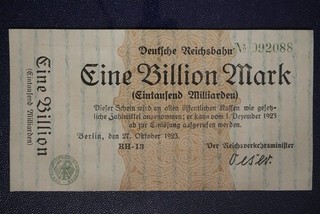 Deutsche Reichsbahn
№ 092088
Eine Billion Mark
(Eintausend Milliarden)
Dieser Schein wird an allen öffentlichen Kassen wie gesetz-
liche Zahlmittel angenommen; er kann vom 1. Dezember 1923
ab zur Einlösung aufgerufen werden.
Berlin, den 27. Oktober 1923.
HH-13
Der Reichsverkehrsminister
Oeser
Eine Billion
(Eintausend Milliarden)